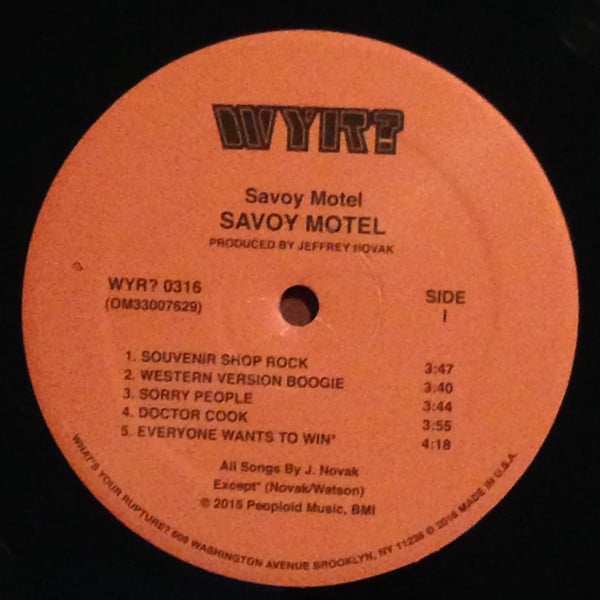 WYR?
Savoy Motel
SAVOY MOTEL
PRODUCED BY JEFFREY NOVAK
WYR? 0316
(OM33007629)
SIDE
I
1. SOUVENIR SHOP ROCK 3:47
2. WESTERN VERSION BOOGIE 3:40
3. SORRY PEOPLE 3:44
4. DOCTOR COOK 3:55
5. EVERYONE WANTS TO WIN* 4:18
All Songs By J. Novak
Except* (Novak/Watson)
© 2015 Peoploid Music, BMI
WHAT'S YOUR RUPTURE? 609 WASHINGTON AVENUE BROOKLYN, NY 11238 © 2016 MADE IN U.S.A.